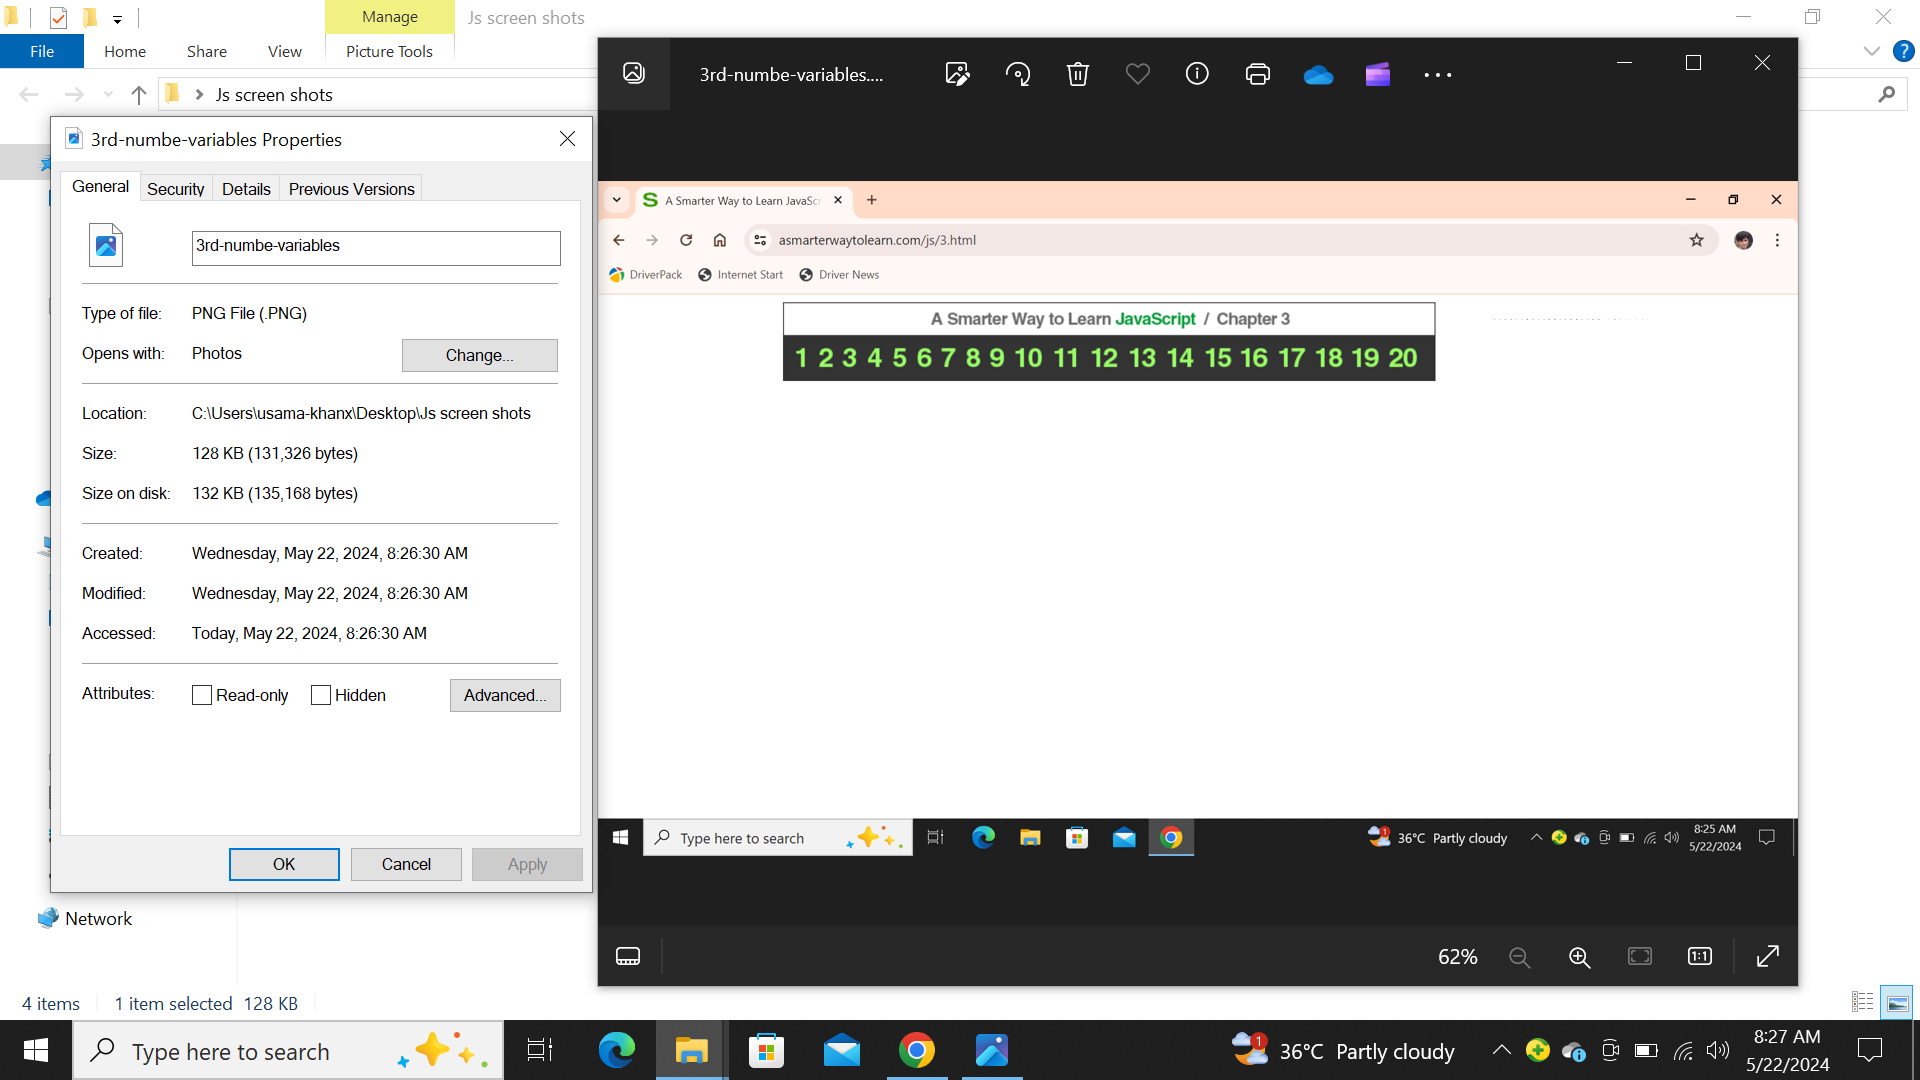 Manage
Js screen shots
File
Home
Share
View
Picture Tools
Js screen shots
3rd-numbe-variables Properties
General
Security
Details
Previous Versions
3rd-numbe-variables
Type of file: PNG File (.PNG)
Opens with: Photos
Change...
Location: C:\Users\usama-khanx\Desktop\Js screen shots
Size: 128 KB (131,326 bytes)
Size on disk: 132 KB (135,168 bytes)
Created: Wednesday, May 22, 2024, 8:26:30 AM
Modified: Wednesday, May 22, 2024, 8:26:30 AM
Accessed: Today, May 22, 2024, 8:26:30 AM
Attributes: Read-only Hidden
Advanced...
OK
Cancel
Apply
Network
4 items
1 item selected 128 KB
3rd-numbe-variables....
A Smarter Way to Learn JavaSc
asmarterwaytolearn.com/js/3.html
DriverPack
Internet Start
Driver News
A Smarter Way to Learn JavaScript / Chapter 3
1 2 3 4 5 6 7 8 9 10 11 12 13 14 15 16 17 18 19 20
Type here to search
1
36°C Partly cloudy
8:25 AM
5/22/2024
62%
1:1
Type here to search
1
36°C Partly cloudy
8:27 AM
5/22/2024